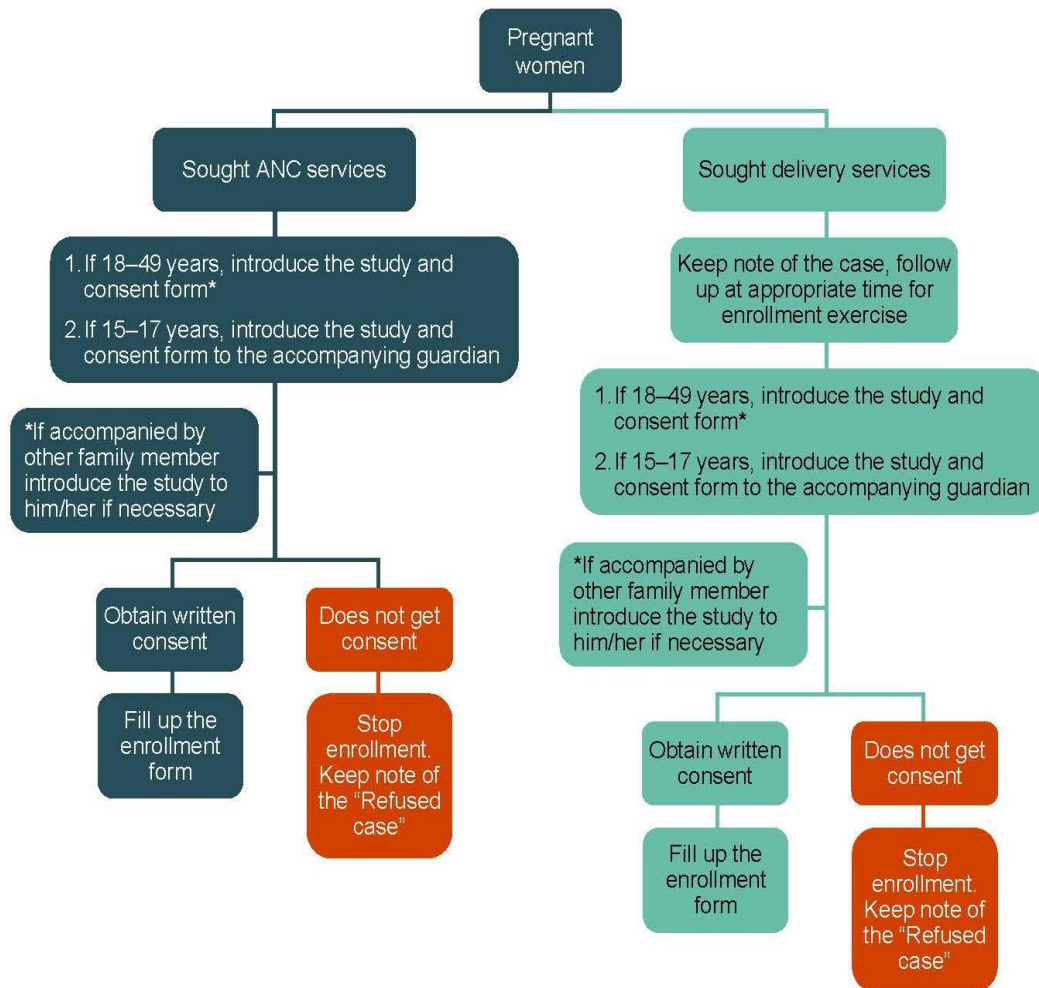 Pregnant
women
Sought ANC services
1. If 18–49 years, introduce the study and
consent form*
2. If 15–17 years, introduce the study and
consent form to the accompanying guardian
*If accompanied by
other family member
introduce the study to
him/her if necessary
Obtain written
consent
Fill up the
enrollment
form
Does not get
consent
Stop
enrollment.
Keep note of
the “Refused
case”
Sought delivery services
Keep note of the case, follow
up at appropriate time for
enrollment exercise
1. If 18–49 years, introduce the study and
consent form*
2. If 15–17 years, introduce the study and
consent form to the accompanying guardian
*If accompanied by
other family member
introduce the study to
him/her if necessary
Obtain written
consent
Fill up the
enrollment
form
Does not get
consent
Stop
enrollment.
Keep note of
the “Refused
case”